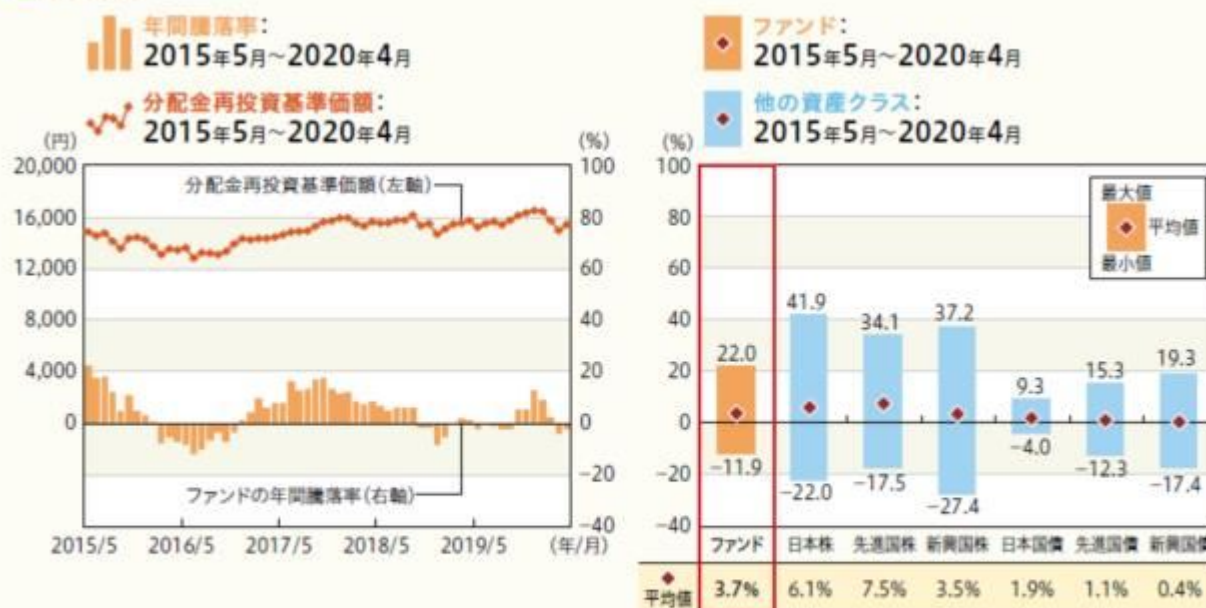 年間騰落率:
2015年5月~2020年4月
分配金再投資基準価額:
2015年5月~2020年4月
(円)
(%)
20,000
16,000
12,000
8,000
4,000
0
100
80
60
40
20
0
-20
-40
分配金再投資基準価額(左軸)
ファンドの年間騰落率(右軸)
2015/5 2016/5 2017/5 2018/5 2019/5 (年/月)
ファンド:
2015年5月~2020年4月
他の資産クラス:
2015年5月~2020年4月
(%)
100
80
60
40
20
0
-20
-40
最大値
平均値
最小値
22.0 41.9 34.1 37.2 9.3 15.3 19.3
-11.9 -22.0 -17.5 -27.4 -4.0 -12.3 -17.4
ファンド 日本株 先進国株 新興国株 日本国債 先進国債 新興国債
平均値 3.7% 6.1% 7.5% 3.5% 1.9% 1.1% 0.4%